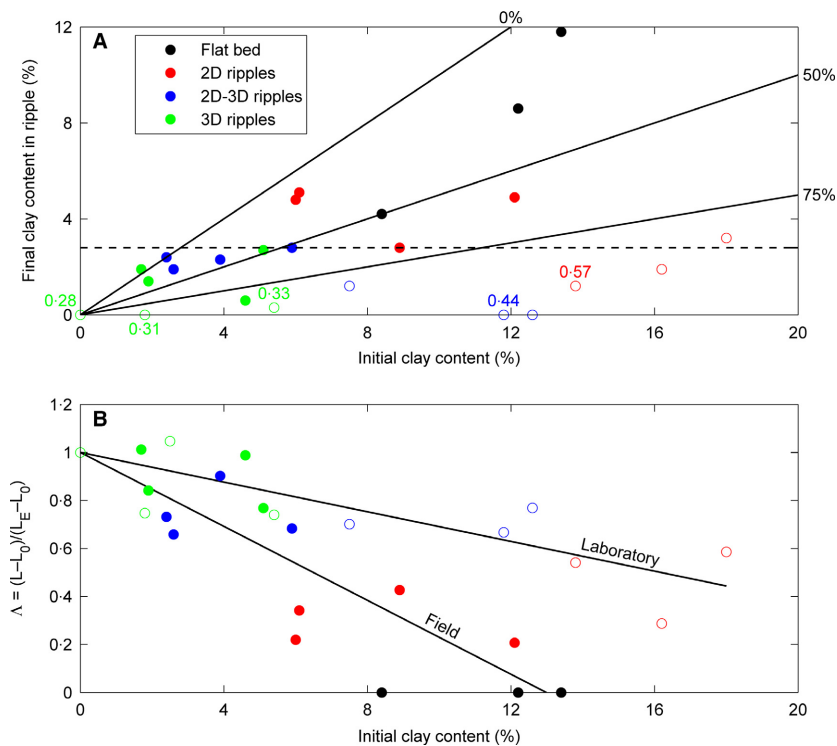 A
0%
50%
75%
Flat bed
2D ripples
2D-3D ripples
3D ripples
Final clay content in ripple (%)
12
8
4
0
0·28
0·31
0·33
0·44
0·57
0 4 8 12 16 20
Initial clay content (%)
B
Λ = (L–L₀)/(L_E–L₀)
1·2
1
0·8
0·6
0·4
0·2
0
Laboratory
Field
0 4 8 12 16 20
Initial clay content (%)